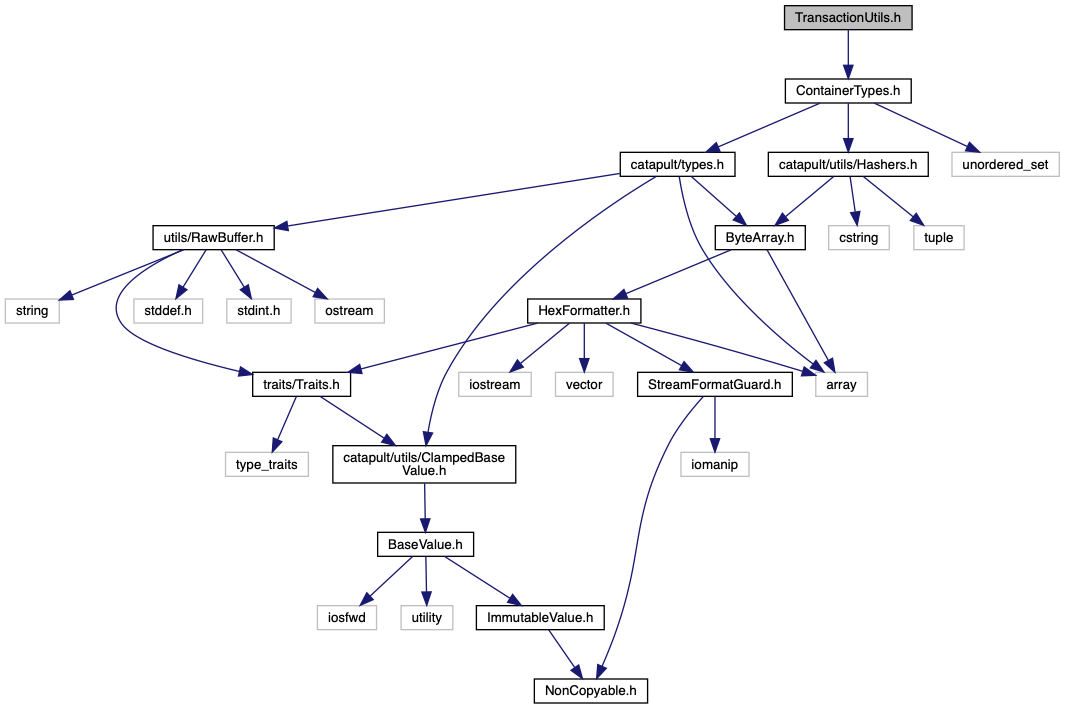 TransactionUtils.h
ContainerTypes.h
catapult/types.h
catapult/utils/Hashers.h
unordered_set
utils/RawBuffer.h
ByteArray.h
cstring
tuple
string
stddef.h
stdint.h
ostream
HexFormatter.h
traits/Traits.h
iostream
vector
StreamFormatGuard.h
array
type_traits
catapult/utils/ClampedBase
Value.h
iomanip
BaseValue.h
iosfwd
utility
ImmutableValue.h
NonCopyable.h